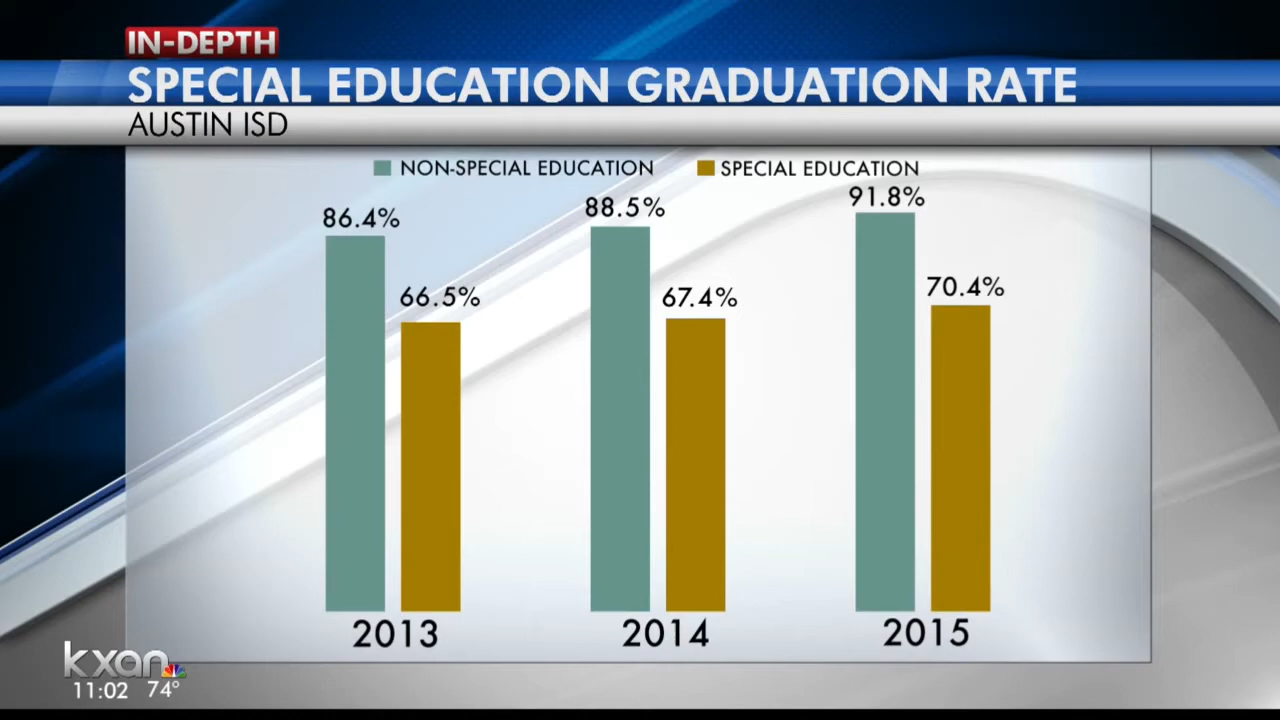 IN-DEPTH
SPECIAL EDUCATION GRADUATION RATE
AUSTIN ISD
NON-SPECIAL EDUCATION SPECIAL EDUCATION
86.4% 66.5% 88.5% 67.4% 91.8% 70.4%
2013 2014 2015
kxan
11:02 74°